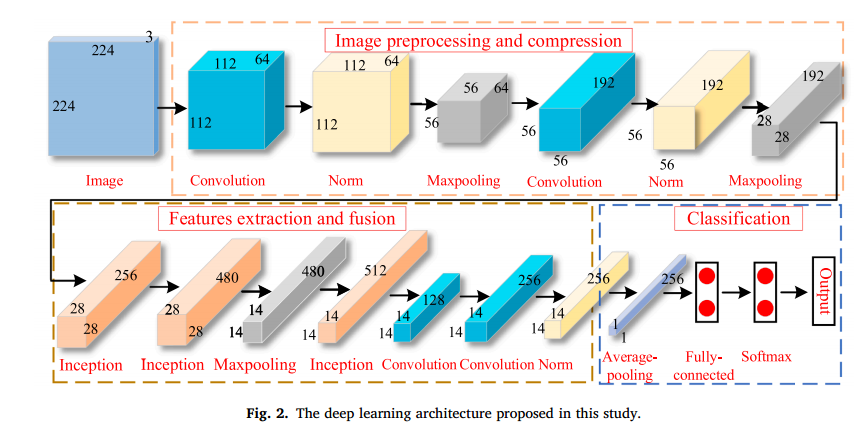 Image preprocessing and compression
224
3
224
112
64
112
112
64
112
56
64
56
192
56
56
192
56
56
192
28
28
Image
Convolution
Norm
Maxpooling
Convolution
Norm
Maxpooling
Features extraction and fusion
Classification
256
28
28
480
28
28
480
14
14
512
14
14
128
14
14
256
14
14
256
14
14
256
1
1
Output
Inception
Inception
Maxpooling
Inception
Convolution
Convolution
Norm
Average-
pooling
Fully-
connected
Softmax
Fig. 2. The deep learning architecture proposed in this study.